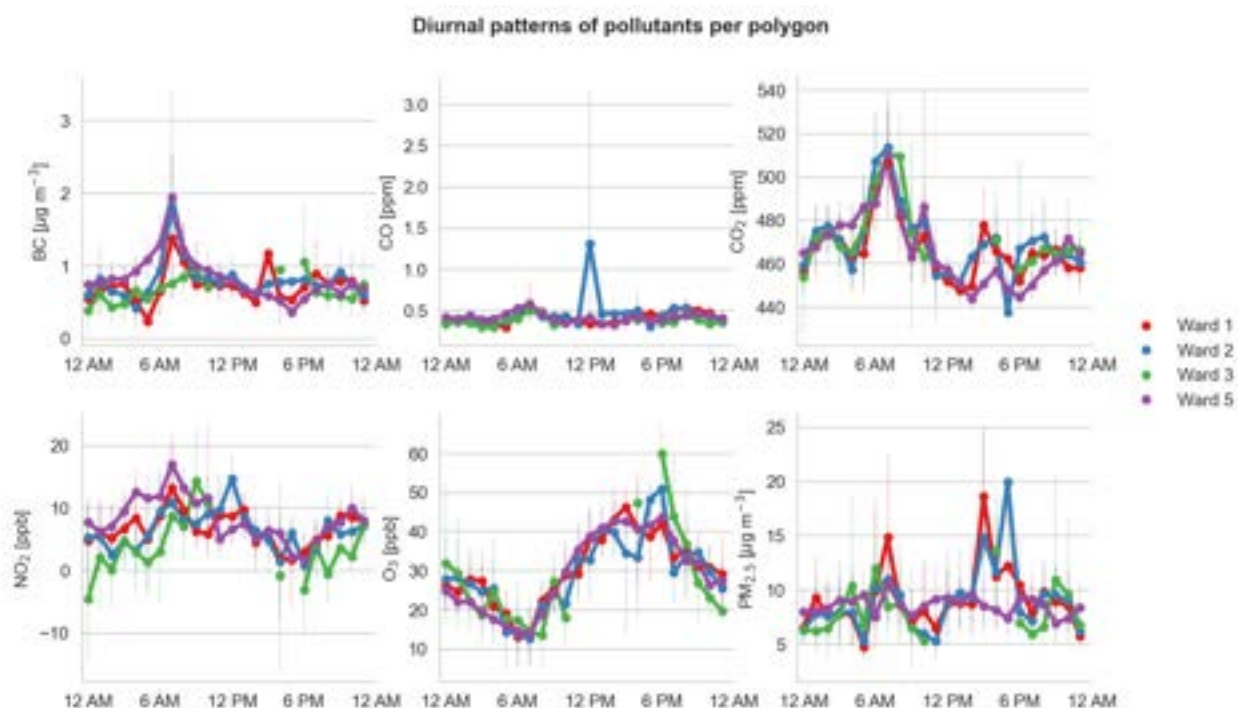 Diurnal patterns of pollutants per polygon
BC [µg m⁻³]
3
2
1
0
12 AM 6 AM 12 PM 6 PM 12 AM
CO [ppm]
3.0
2.5
2.0
1.5
1.0
0.5
12 AM 6 AM 12 PM 6 PM 12 AM
CO₂ [ppm]
540
520
500
480
460
440
12 AM 6 AM 12 PM 6 PM 12 AM
Ward 1
Ward 2
Ward 3
Ward 5
NO₂ [ppb]
20
10
0
−10
12 AM 6 AM 12 PM 6 PM 12 AM
O₃ [ppb]
60
50
40
30
20
10
12 AM 6 AM 12 PM 6 PM 12 AM
PM₂.₅ [µg m⁻³]
25
20
15
10
5
12 AM 6 AM 12 PM 6 PM 12 AM